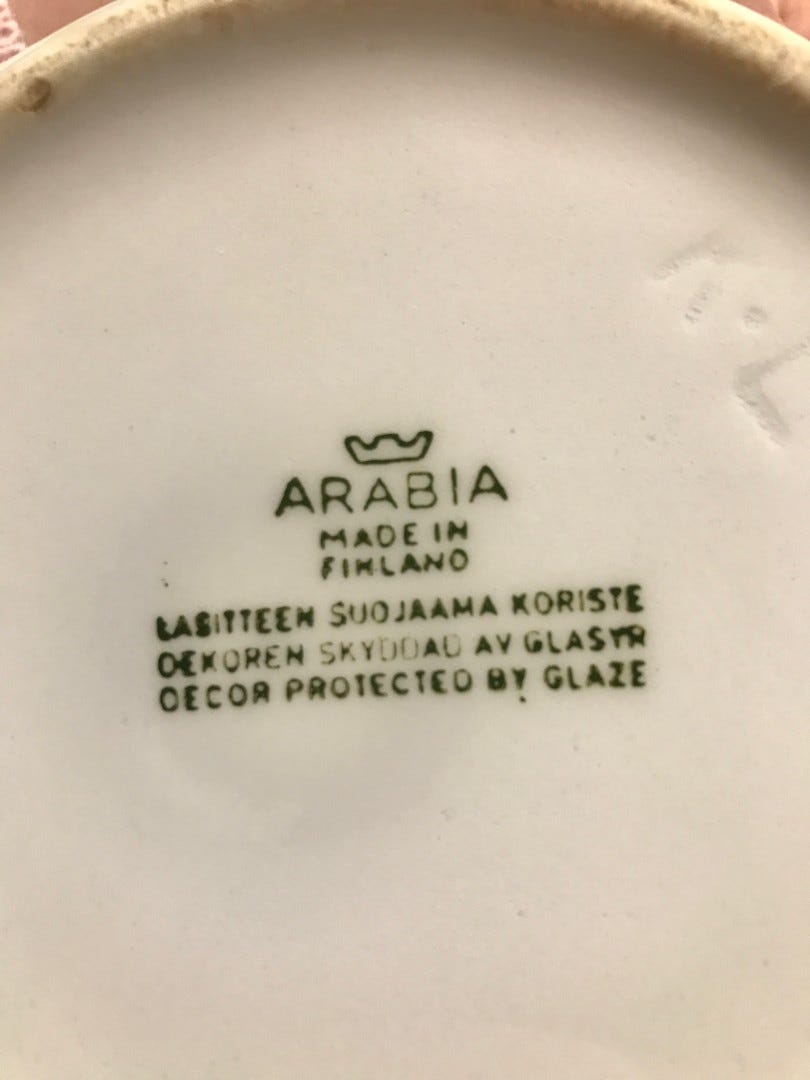 ARABIA
MADE IN
FINLAND
LASITTEEN SUOJAAMA KORISTE
DEKOREN SKYDDAD AV GLASYR
DECOR PROTECTED BY GLAZE